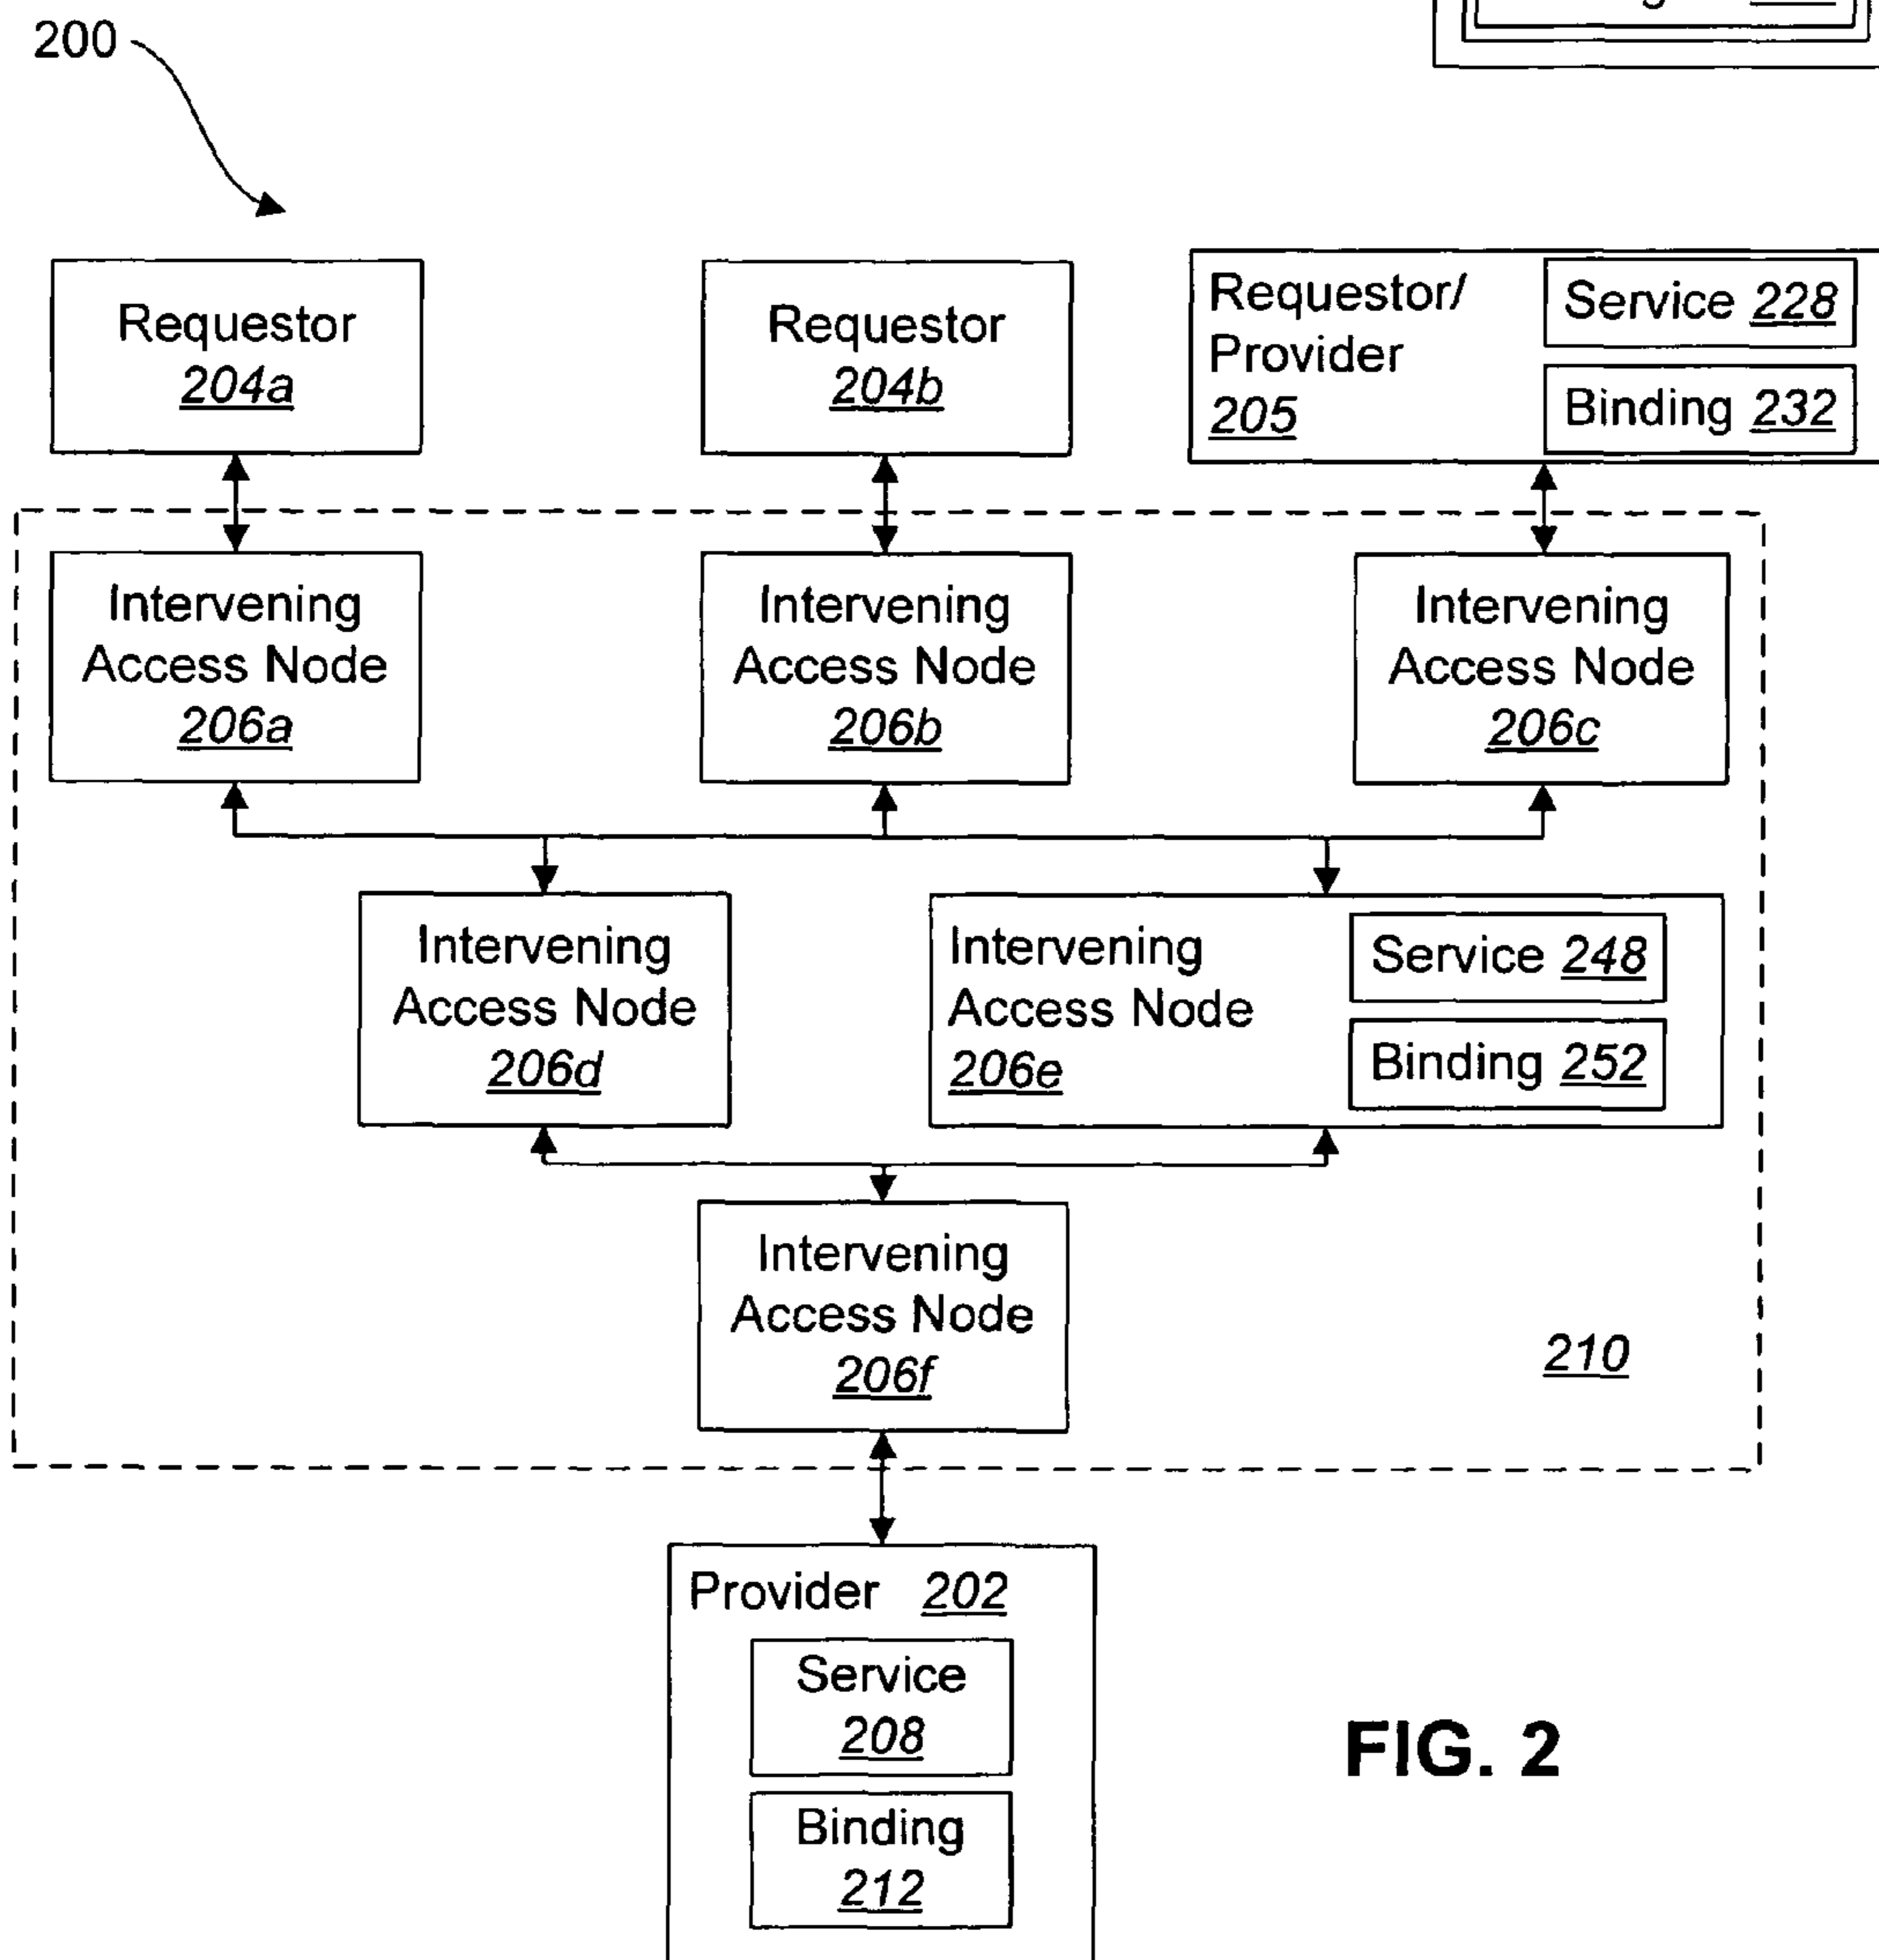 200
Requestor
204a
Requestor
204b
Requestor/
Provider
205
Service 228
Binding 232
Intervening
Access Node
206a
Intervening
Access Node
206b
Intervening
Access Node
206c
Intervening
Access Node
206d
Intervening
Access Node
206e
Service 248
Binding 252
Intervening
Access Node
206f
210
Provider 202
Service
208
Binding
212
FIG. 2